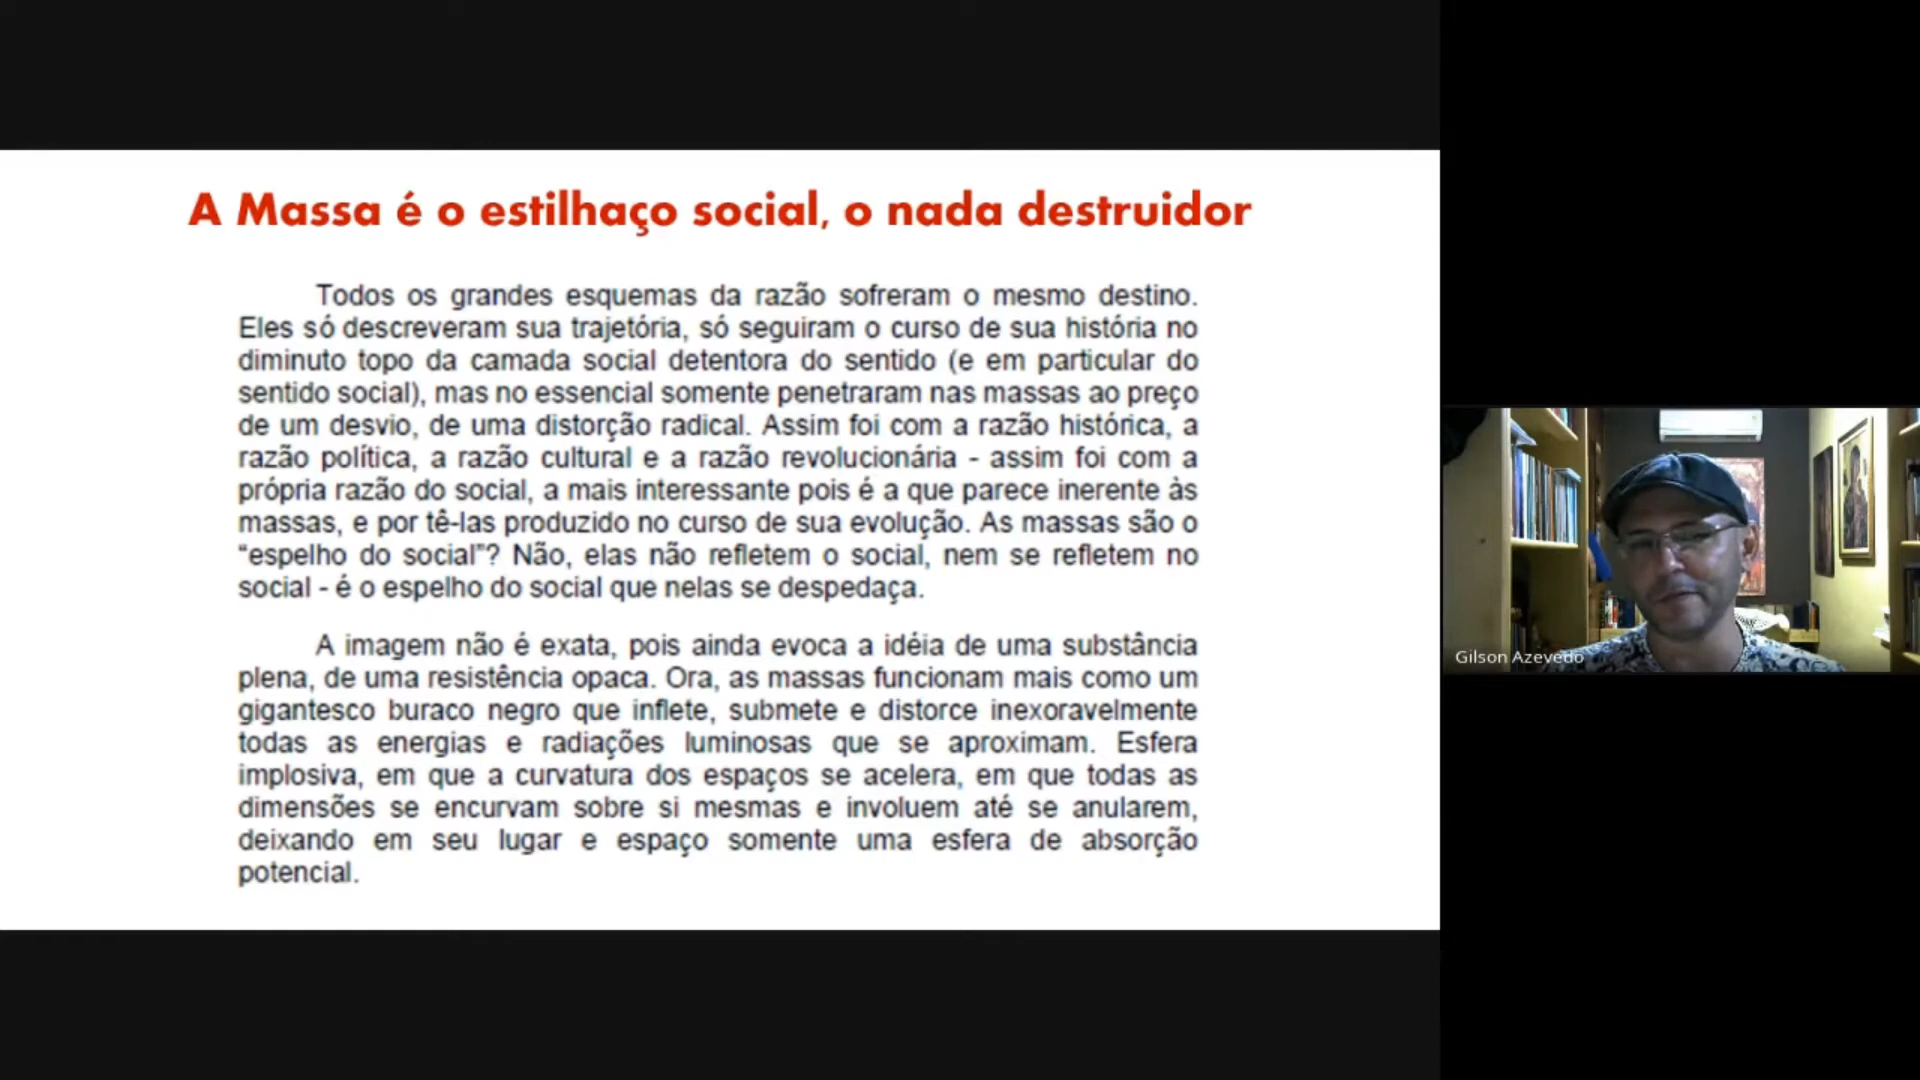 A Massa é o estilhaço social, o nada destruidor
Todos os grandes esquemas da razão sofreram o mesmo destino.
Eles só descreveram sua trajetória, só seguiram o curso de sua história no
diminuto topo da camada social detentora do sentido (e em particular do
sentido social), mas no essencial somente penetraram nas massas ao preço
de um desvio, de uma distorção radical. Assim foi com a razão histórica, a
razão política, a razão cultural e a razão revolucionária - assim foi com a
própria razão do social, a mais interessante pois é a que parece inerente às
massas, e por tê-las produzido no curso de sua evolução. As massas são o
“espelho do social”? Não, elas não refletem o social, nem se refletem no
social - é o espelho do social que nelas se despedaça.
A imagem não é exata, pois ainda evoca a idéia de uma substância
plena, de uma resistência opaca. Ora, as massas funcionam mais como um
gigantesco buraco negro que inflete, submete e distorce inexoravelmente
todas as energias e radiações luminosas que se aproximam. Esfera
implosiva, em que a curvatura dos espaços se acelera, em que todas as
dimensões se encurvam sobre si mesmas e involuem até se anularem,
deixando em seu lugar e espaço somente uma esfera de absorção
potencial.
Gilson Azevedo